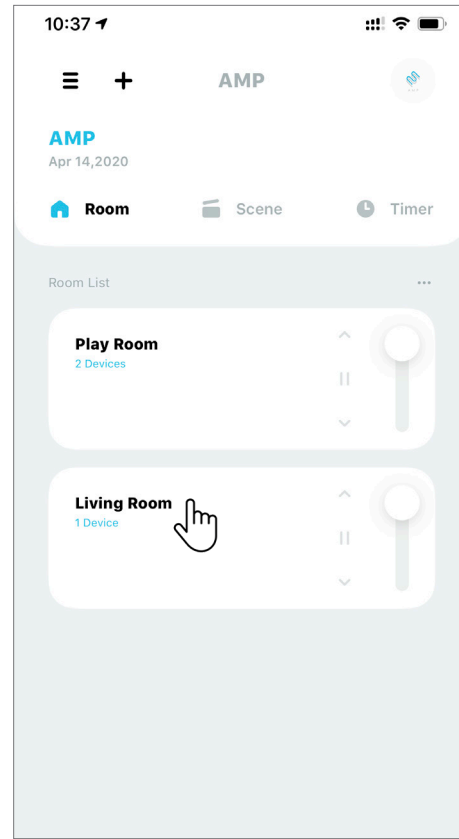 10:37
AMP
AMP
Apr 14,2020
Room
Scene
Timer
Room List
Play Room
2 Devices
Living Room
1 Device